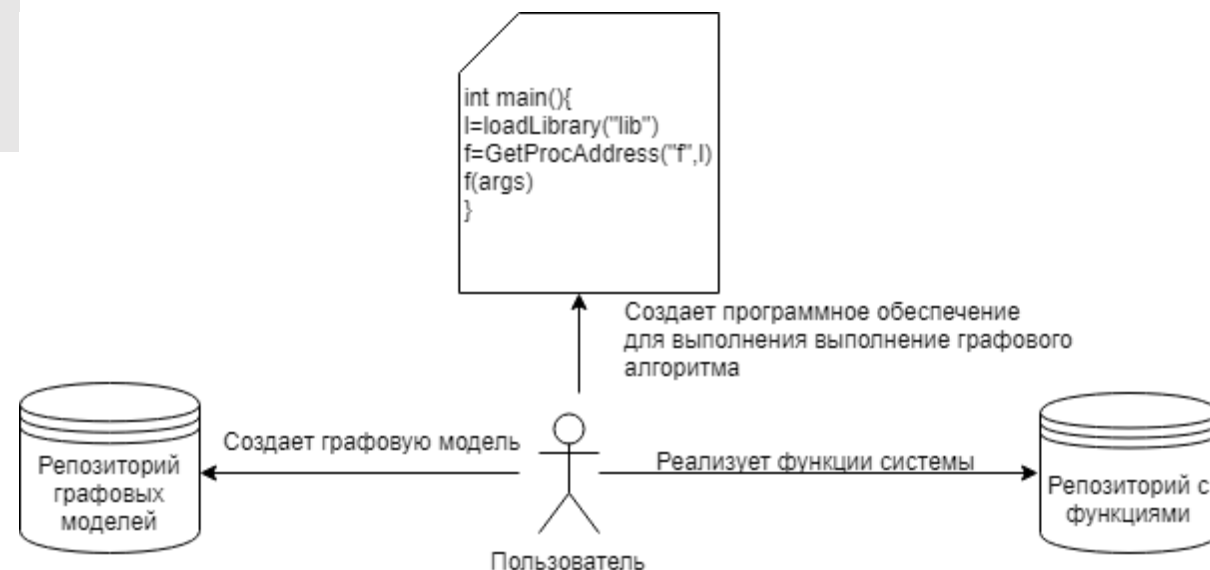 int main(){
l=loadLibrary("lib")
f=GetProcAddress("f",l)
f(args)
}
Создает программное обеспечение
для выполнения выполнение графового
алгоритма
Создает графовую модель
Реализует функции системы
Репозиторий
графовых
моделей
Репозиторий с
функциями
Пользователь